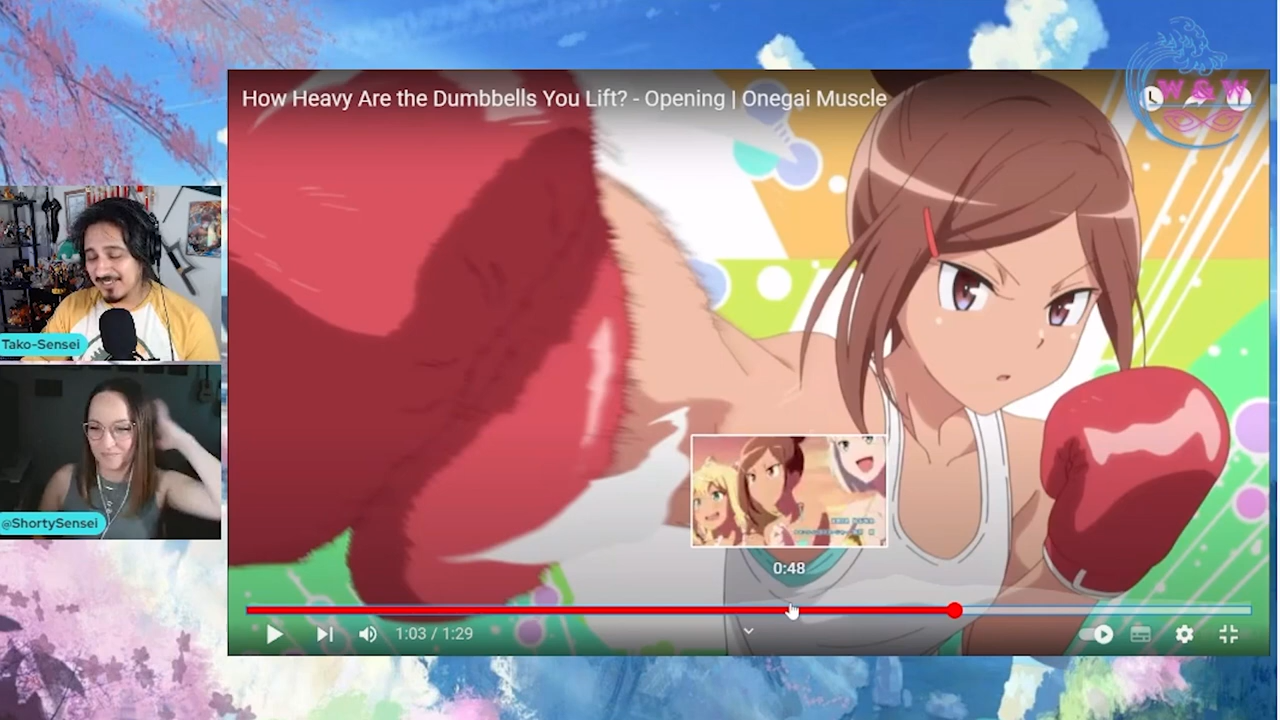 How Heavy Are the Dumbbells You Lift? - Opening | Onegai Muscle
W & W
Tako-Sensei
@ShortySensei
0:48
1:03 / 1:29